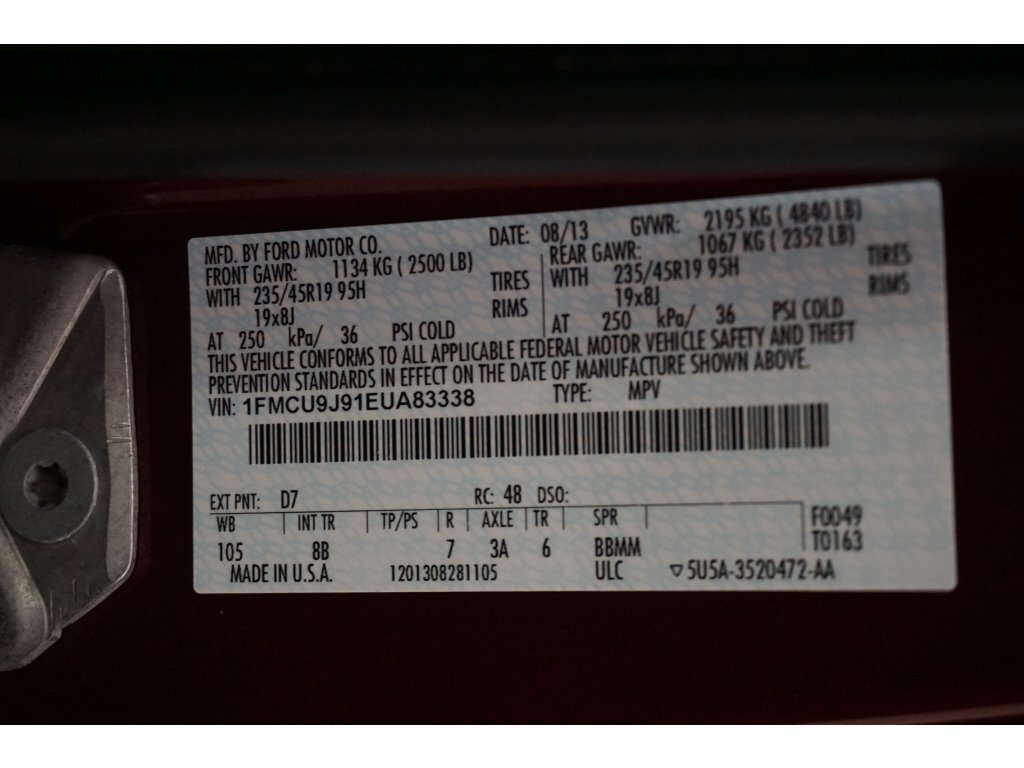 MFD. BY FORD MOTOR CO. DATE: 08/13 GVWR: 2195 KG ( 4840 LB)
FRONT GAWR: 1134 KG ( 2500 LB) REAR GAWR: 1067 KG ( 2352 LB)
WITH 235/45R19 95H TIRES WITH 235/45R19 95H TIRES
19x8J RIMS 19x8J RIMS
AT 250 kPa/ 36 PSI COLD AT 250 kPa/ 36 PSI COLD
THIS VEHICLE CONFORMS TO ALL APPLICABLE FEDERAL MOTOR VEHICLE SAFETY AND THEFT
PREVENTION STANDARDS IN EFFECT ON THE DATE OF MANUFACTURE SHOWN ABOVE.
VIN: 1FMCU9J91EUA83338 TYPE: MPV
EXT PNT: D7 RC: 48 DSO:
WB INT TR TP/PS R AXLE TR SPR F0049
105 8B 7 3A 6 BBMM T0163
MADE IN U.S.A. 1201308281105 ULC ▽5U5A-3520472-AA